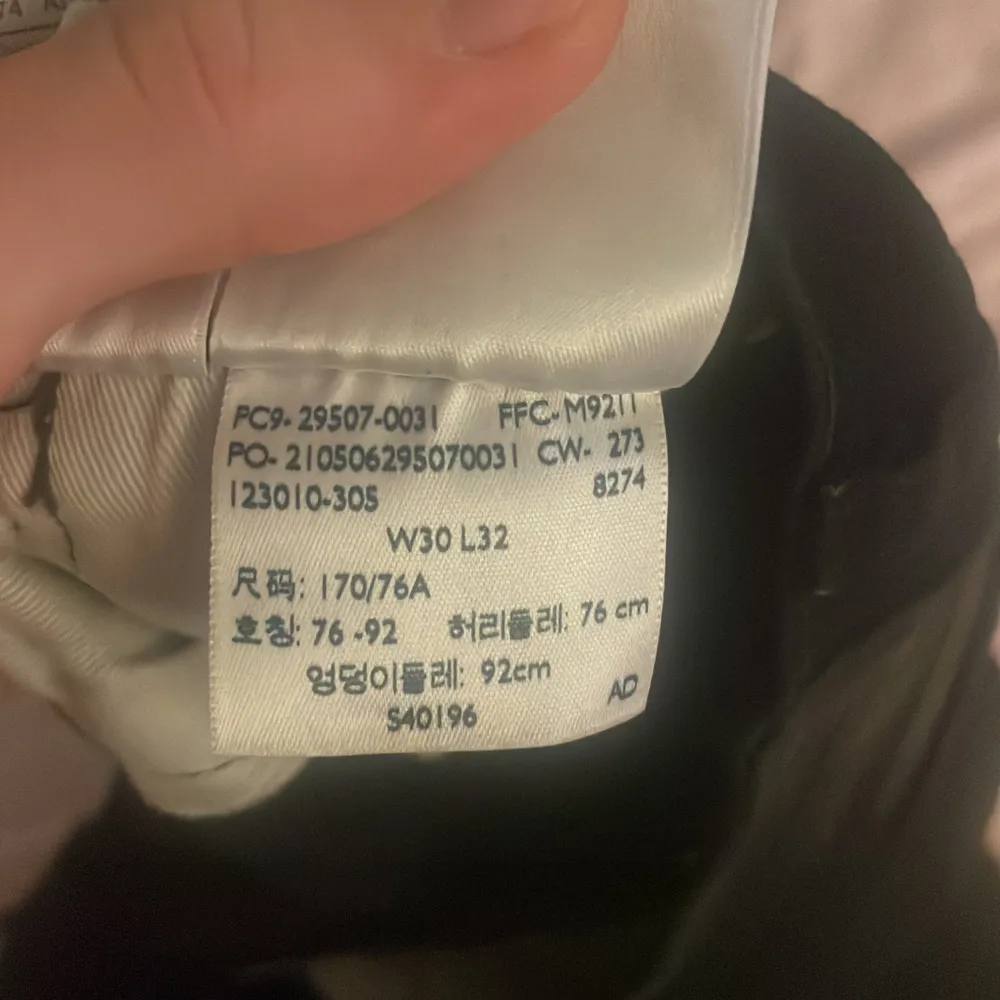 PC9-29507-0031 FFC-M9211
PO-210506295070031 CW- 273
123010-305 8274
W30 L32
尺码: 170/76A
호칭: 76 -92 허리둘레: 76 cm
엉덩이둘레: 92cm
S40196 AD